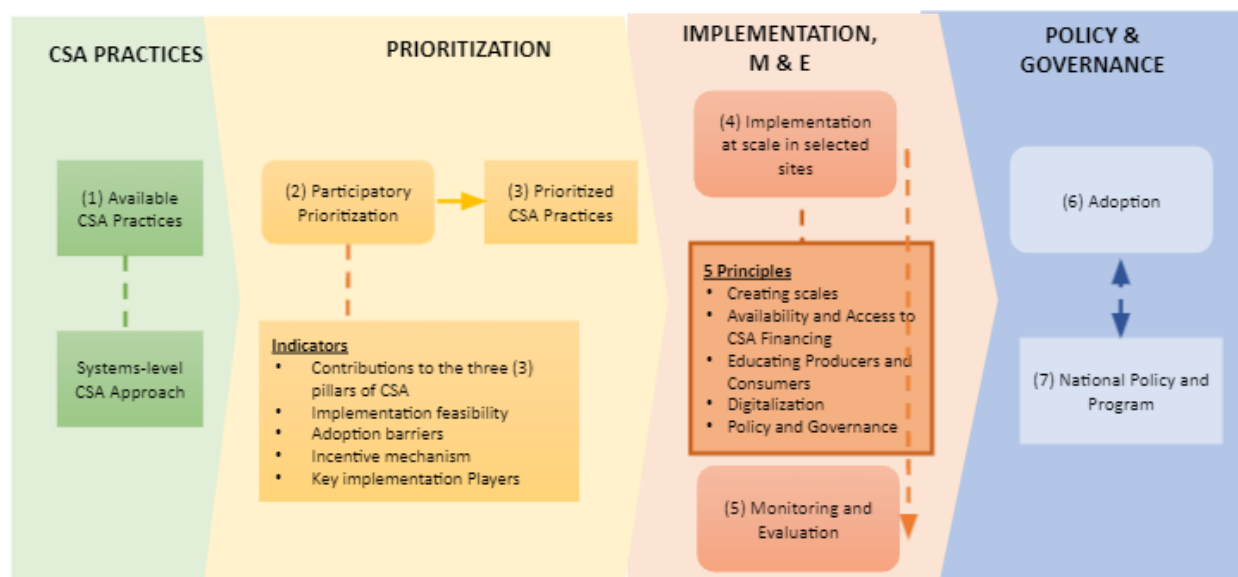 CSA PRACTICES
PRIORITIZATION
IMPLEMENTATION,
M & E
POLICY &
GOVERNANCE
(1) Available
CSA Practices
Systems-level
CSA Approach
(2) Participatory
Prioritization
(3) Prioritized
CSA Practices
Indicators
• Contributions to the three (3)
pillars of CSA
• Implementation feasibility
• Adoption barriers
• Incentive mechanism
• Key implementation Players
(4) Implementation
at scale in selected
sites
5 Principles
• Creating scales
• Availability and Access to
CSA Financing
• Educating Producers and
Consumers
• Digitalization
• Policy and Governance
(5) Monitoring and
Evaluation
(6) Adoption
(7) National Policy and
Program